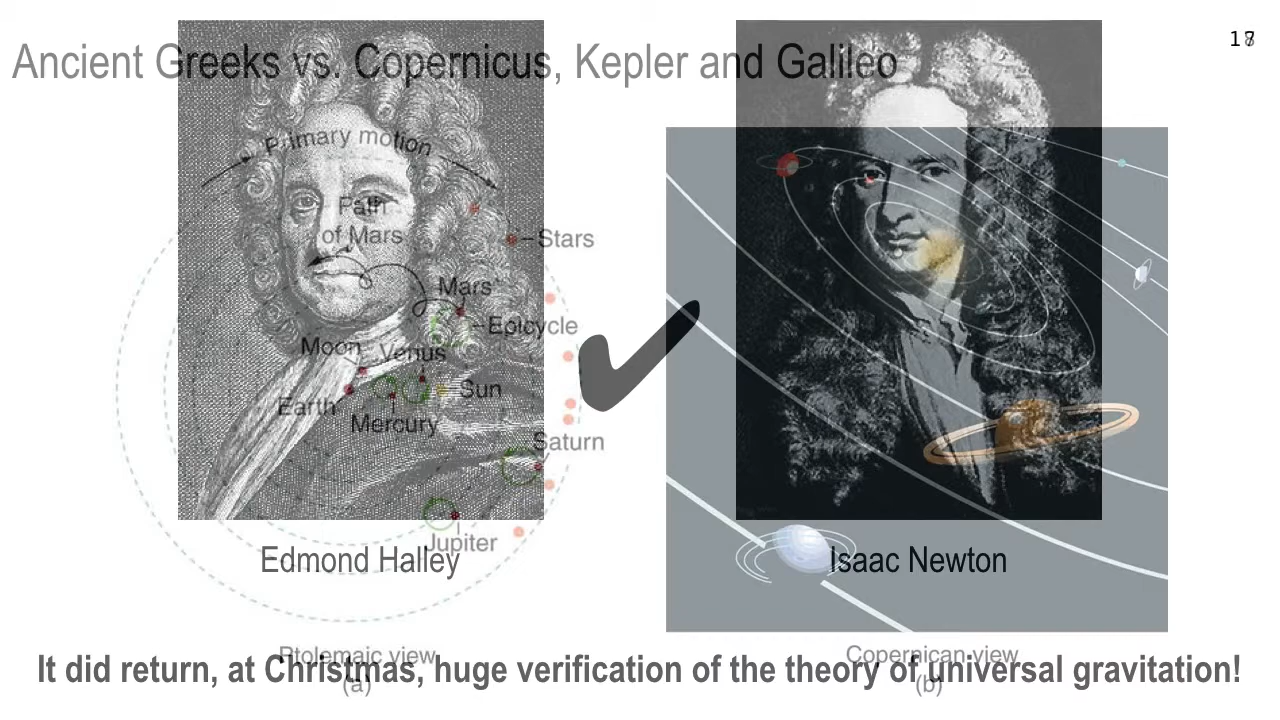 Ancient Greeks vs. Copernicus, Kepler and Galileo
Primary motion
Path
of Mars
Stars
Mars
Epicycle
Moon
Venus
Sun
Earth
Mercury
Saturn
Jupiter
Edmond Halley
Isaac Newton
Ptolemaic view
(a)
Copernican view
(b)
It did return, at Christmas, huge verification of the theory of universal gravitation!